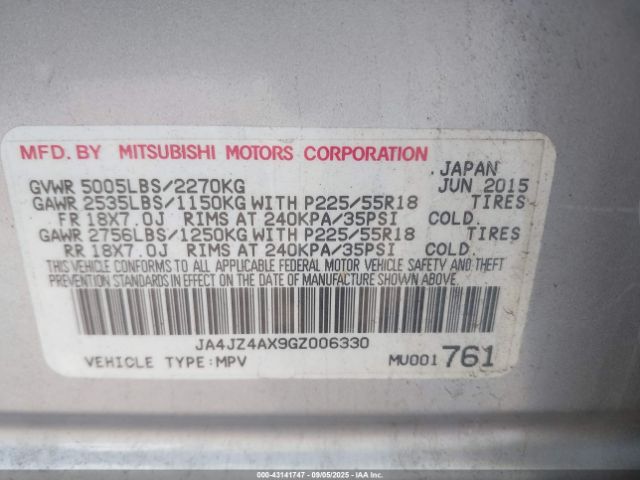 MFD. BY MITSUBISHI MOTORS CORPORATION
JAPAN
GVWR 5005LBS/2270KG JUN 2015
GAWR 2535LBS/1150KG WITH P225/55R18 TIRES
FR 18X7.0J RIMS AT 240KPA/35PSI COLD.
GAWR 2756LBS/1250KG WITH P225/55R18 TIRES
RR 18X7.0J RIMS AT 240KPA/35PSI COLD.
THIS VEHICLE CONFORMS TO ALL APPLICABLE FEDERAL MOTOR VEHICLE SAFETY AND THEFT
PREVENTION STANDARDS IN EFFECT ON THE DATE OF MANUFACTURE SHOWN ABOVE.
JA4JZ4AX9GZ006330
VEHICLE TYPE:MPV MU001 761
000-43141747 - 09/05/2025 - IAA Inc.